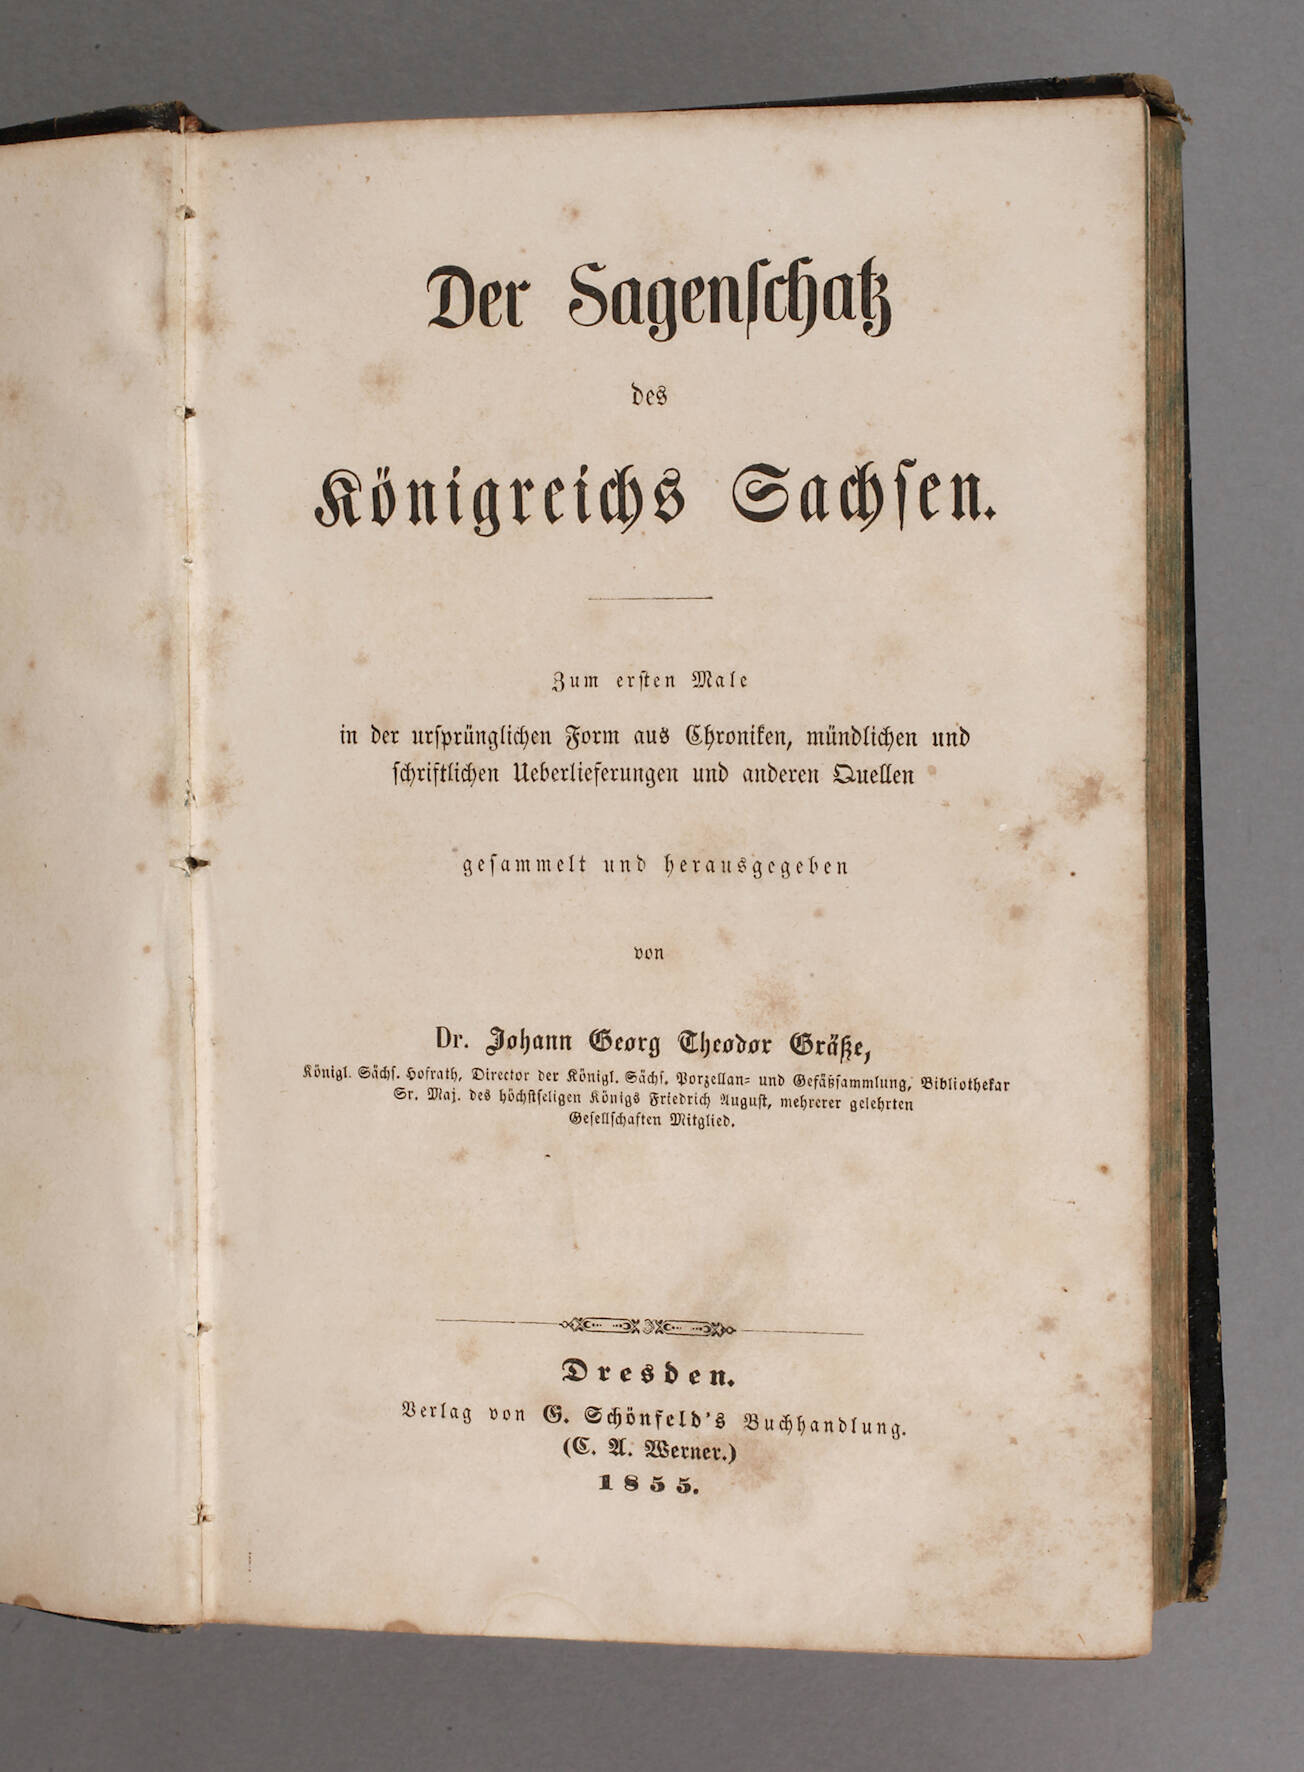 Der Sagenſchatz
des
Königreichs Sachſen.
Zum erſten Male
in der urſprünglichen Form aus Chroniken, mündlichen und
ſchriftlichen Ueberlieferungen und anderen Quellen
geſammelt und herausgegeben
von
Dr. Johann Georg Theodor Gräße,
Königl. Sächſ. Hofrath, Director der Königl. Sächſ. Porzellan- und Gefäßſammlung, Bibliothekar
Sr. Maj. des höchſtſeligen Königs Friedrich Auguſt, mehrerer gelehrten
Geſellſchaften Mitglied.
Dresden.
Verlag von G. Schönfeld's Buchhandlung.
(C. A. Werner.)
1855.